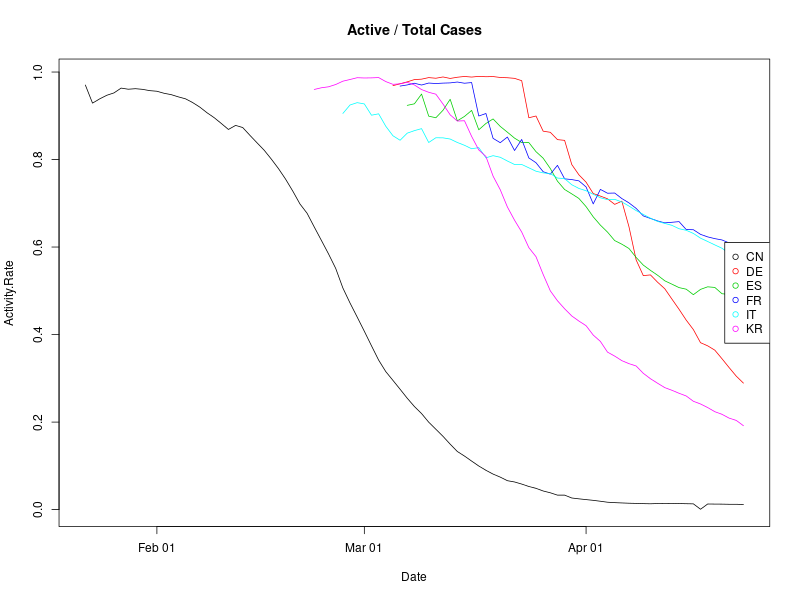 Active / Total Cases
Activity.Rate
1.0
0.8
0.6
0.4
0.2
0.0
CN
DE
ES
FR
IT
KR
Feb 01 Mar 01 Apr 01
Date